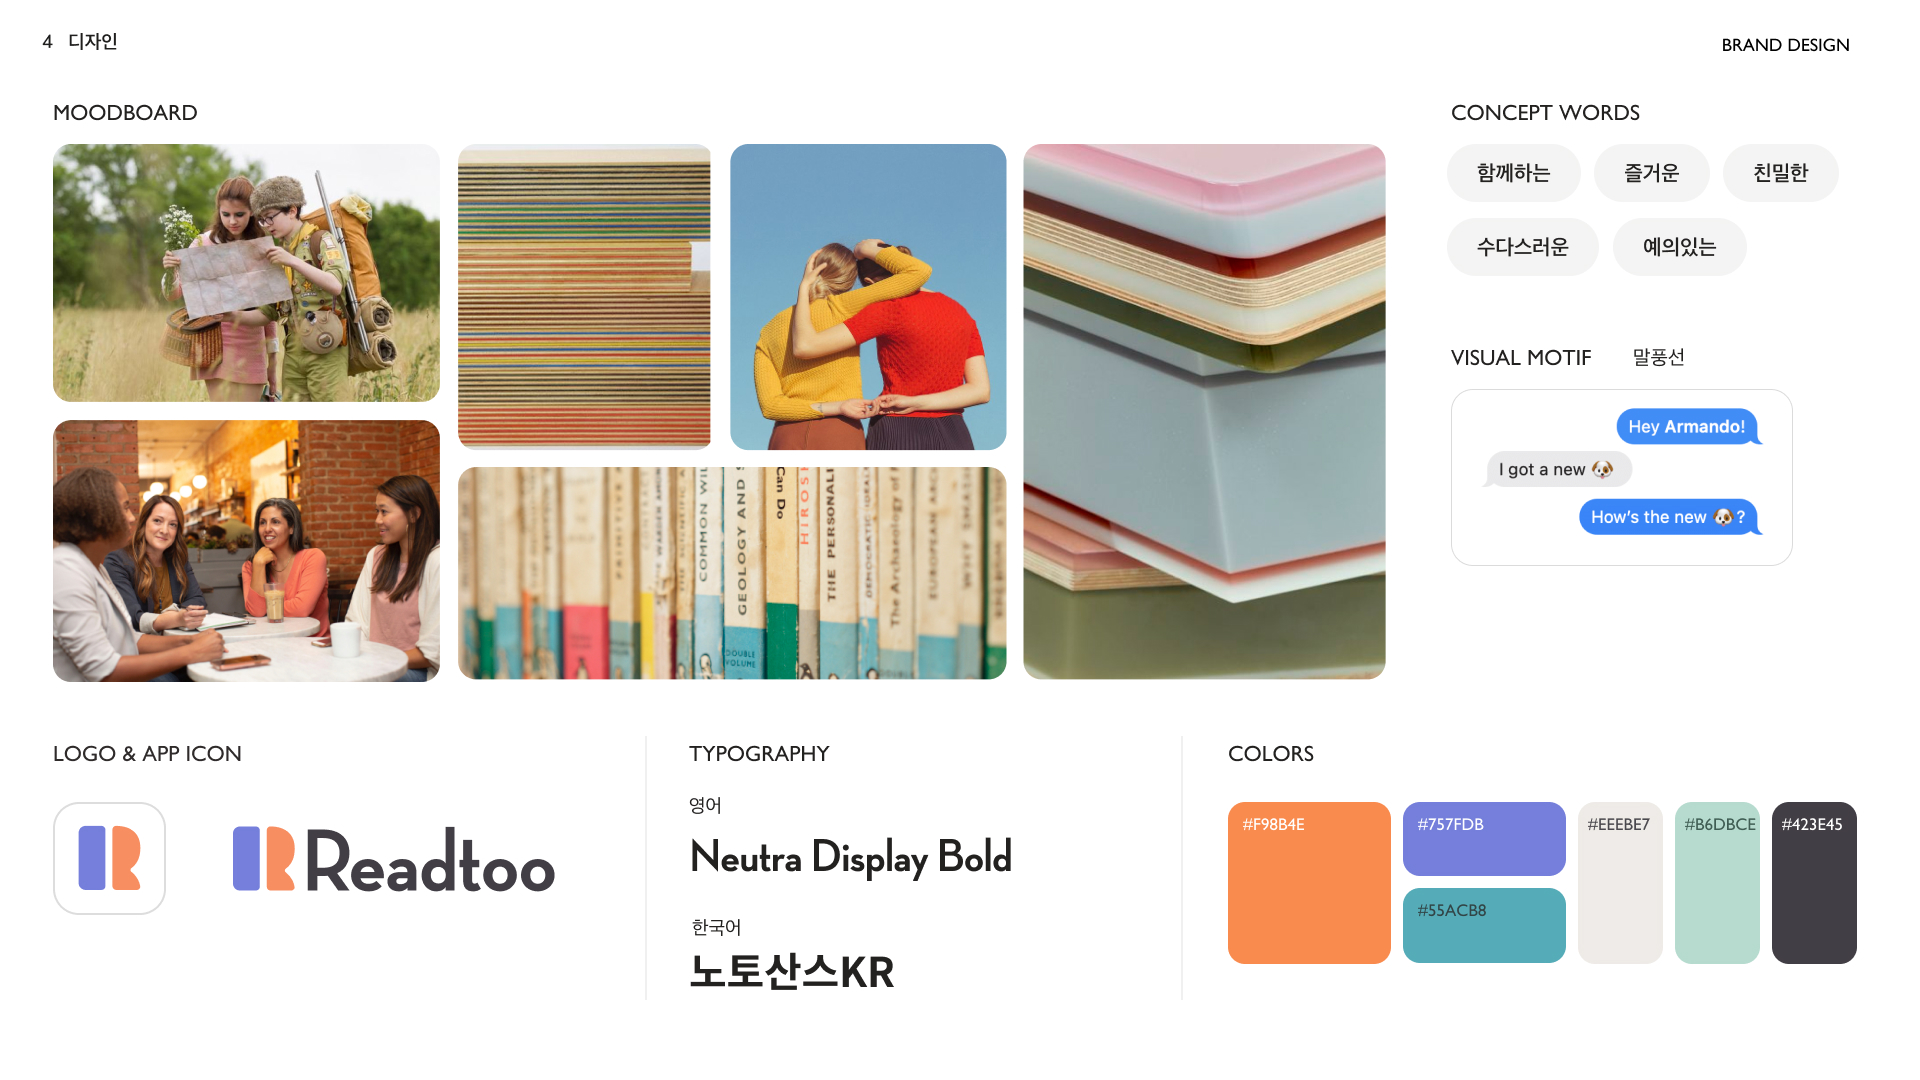 4 디자인
BRAND DESIGN
MOODBOARD
COMMON WIL
GEOLOGY AND S
Can Do
HIROS
THE PERSONALI
DEMOCRATIC IDEAL
The Archaeology of
EUROPEAN ARC
DOUBLE
VOLUME
CONCEPT WORDS
함께하는
즐거운
친밀한
수다스러운
예의있는
VISUAL MOTIF 말풍선
Hey Armando!
I got a new 🐶
How's the new 🐶?
LOGO & APP ICON
Readtoo
TYPOGRAPHY
영어
Neutra Display Bold
한국어
노토산스KR
COLORS
#F98B4E
#757FDB
#55ACB8
#EEEBE7
#B6DBCE
#423E45